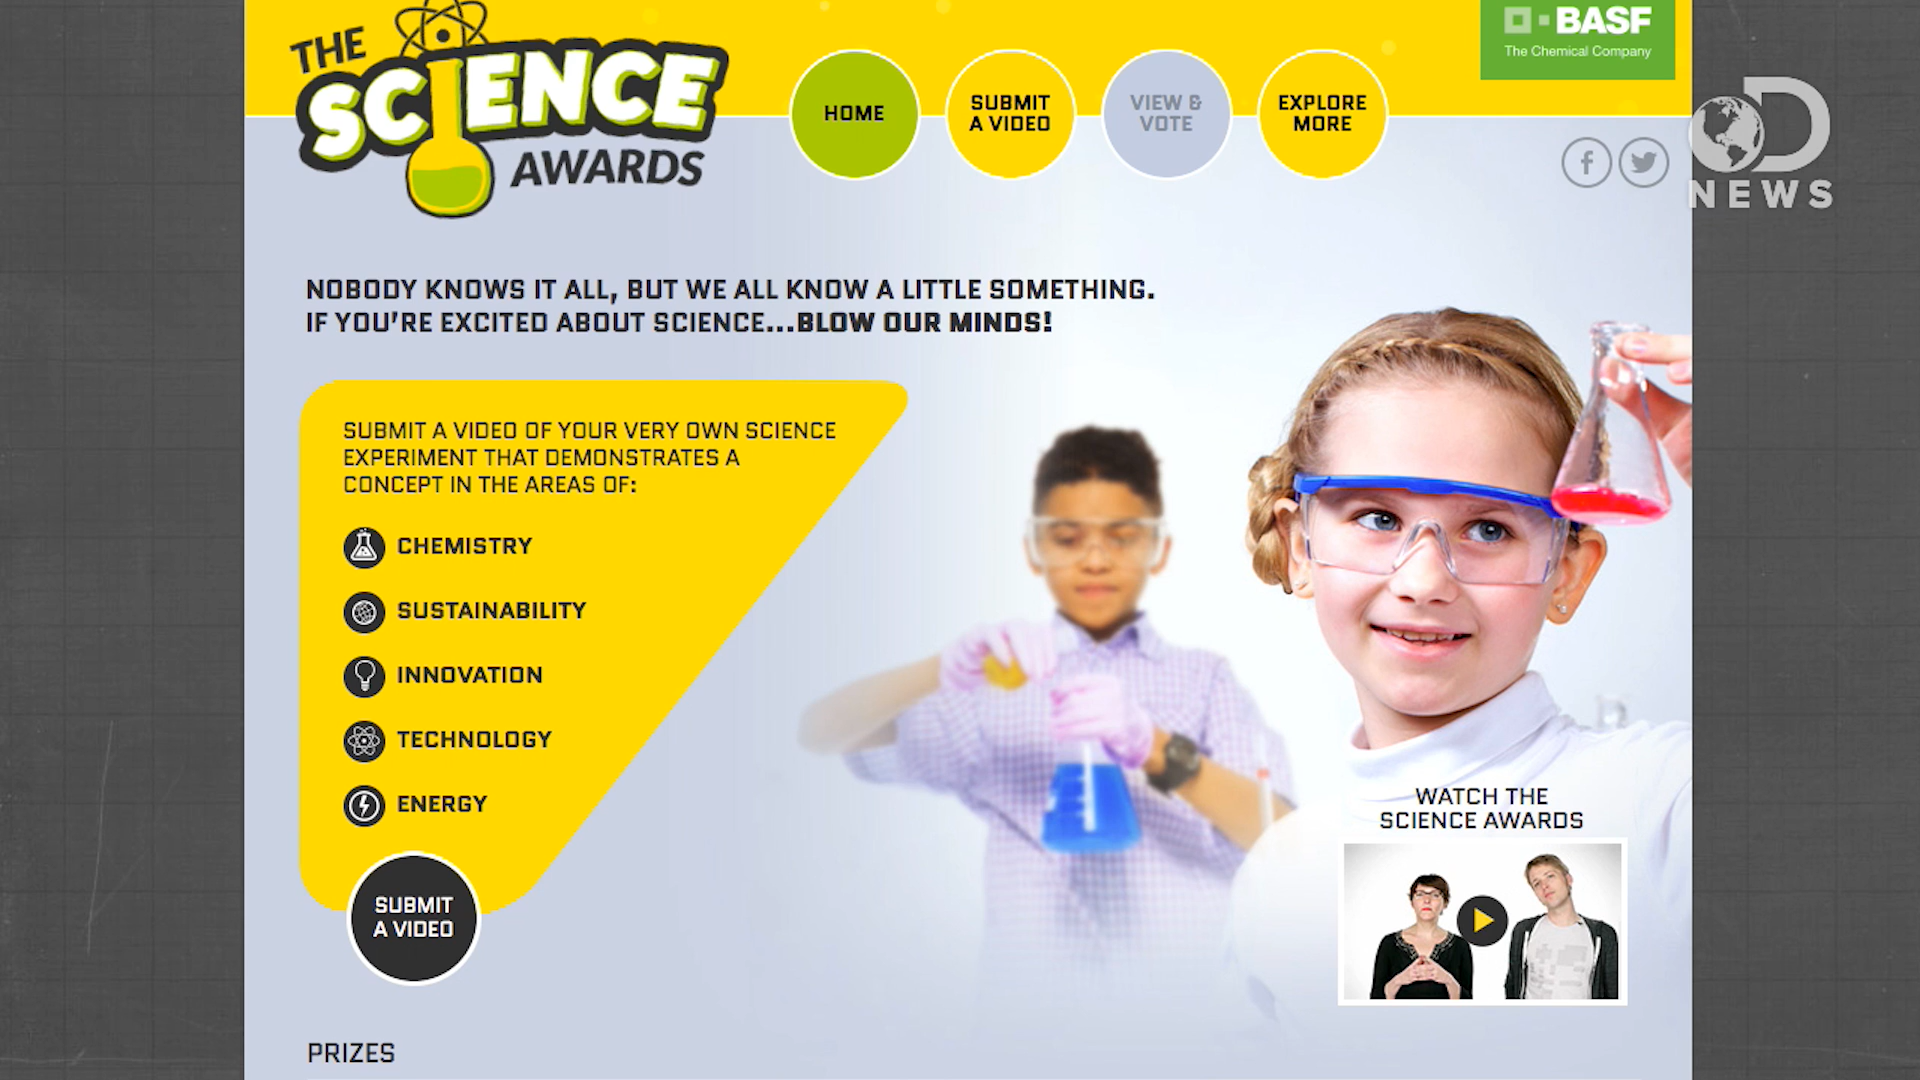 THE
SCIENCE
AWARDS
HOME
SUBMIT
A VIDEO
VIEW &
VOTE
EXPLORE
MORE
BASF
The Chemical Company
f
NEWS
NOBODY KNOWS IT ALL, BUT WE ALL KNOW A LITTLE SOMETHING.
IF YOU'RE EXCITED ABOUT SCIENCE...BLOW OUR MINDS!
SUBMIT A VIDEO OF YOUR VERY OWN SCIENCE
EXPERIMENT THAT DEMONSTRATES A
CONCEPT IN THE AREAS OF:
CHEMISTRY
SUSTAINABILITY
INNOVATION
TECHNOLOGY
ENERGY
SUBMIT
A VIDEO
WATCH THE
SCIENCE AWARDS
PRIZES